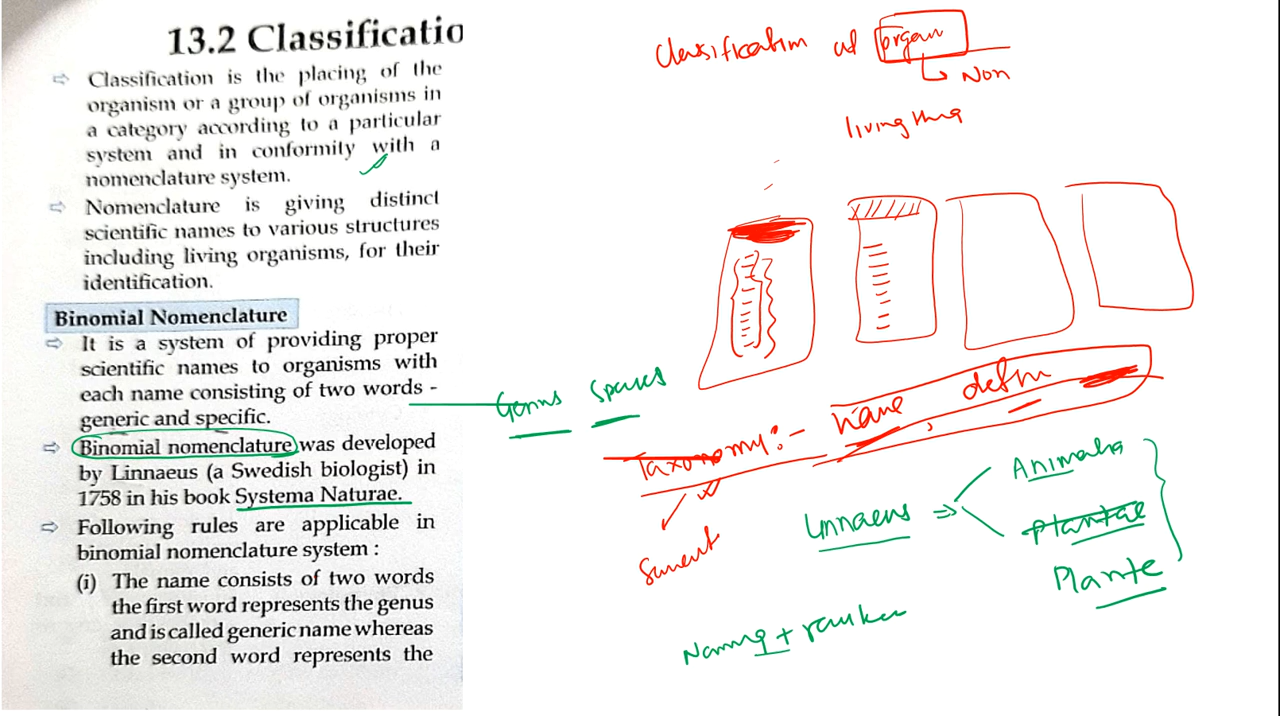 13.2 Classificatio
⇨ Classification is the placing of the
organism or a group of organisms in
a category according to a particular
system and in conformity with a
nomenclature system.
⇨ Nomenclature is giving distinct
scientific names to various structures
including living organisms, for their
identification.
Binomial Nomenclature
⇨ It is a system of providing proper
scientific names to organisms with
each name consisting of two words -
generic and specific.
⇨ Binomial nomenclature was developed
by Linnaeus (a Swedish biologist) in
1758 in his book Systema Naturae.
⇨ Following rules are applicable in
binomial nomenclature system :
(i) The name consists of two words
the first word represents the genus
and is called generic name whereas
the second word represents the
Classification of organ
Non
living
Genus
Taxonomy:-
Linnaeus ⇒
Plantae
Plante